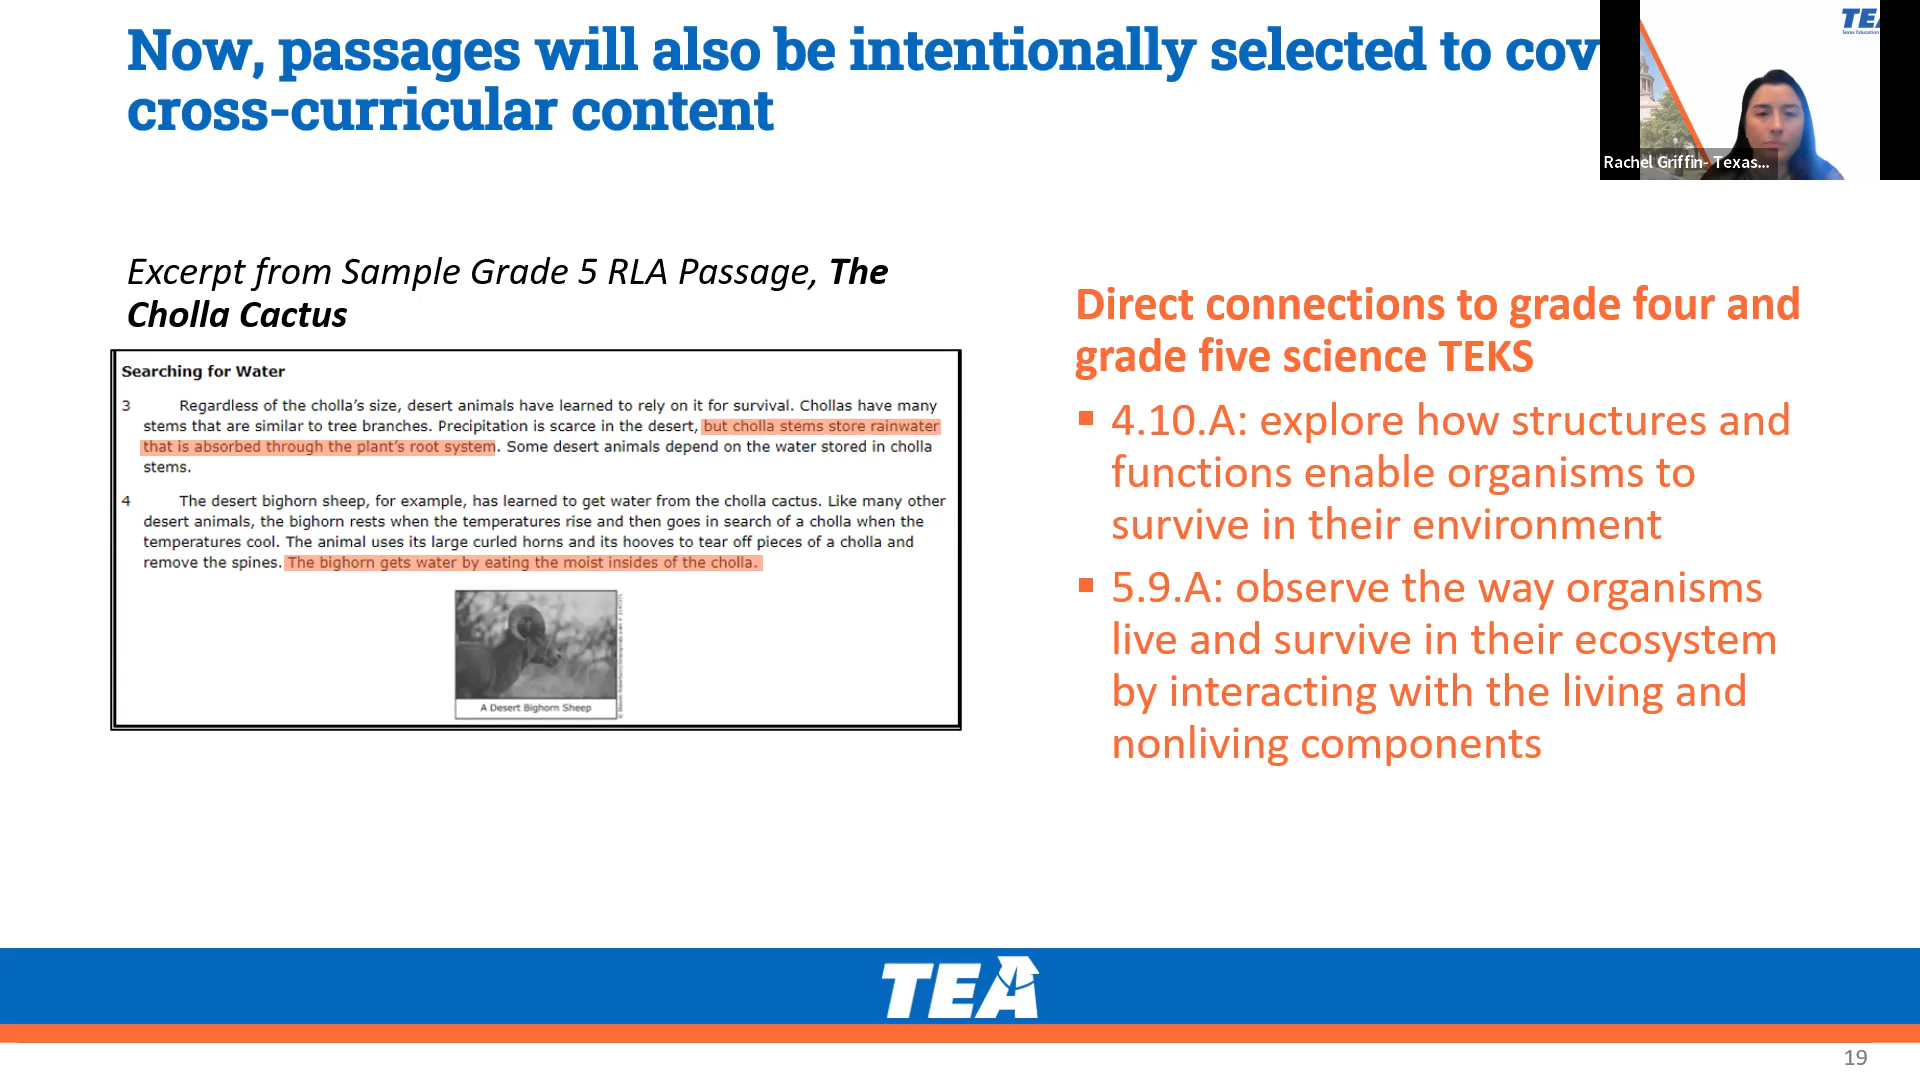 Now, passages will also be intentionally selected to cov
cross-curricular content
TEA
Rachel Griffin- Texas...
Excerpt from Sample Grade 5 RLA Passage, The
Cholla Cactus
Searching for Water
3 Regardless of the cholla's size, desert animals have learned to rely on it for survival. Chollas have many
stems that are similar to tree branches. Precipitation is scarce in the desert, but cholla stems store rainwater
that is absorbed through the plant's root system. Some desert animals depend on the water stored in cholla
stems.
4 The desert bighorn sheep, for example, has learned to get water from the cholla cactus. Like many other
desert animals, the bighorn rests when the temperatures rise and then goes in search of a cholla when the
temperatures cool. The animal uses its large curled horns and its hooves to tear off pieces of a cholla and
remove the spines. The bighorn gets water by eating the moist insides of the cholla.
A Desert Bighorn Sheep
Direct connections to grade four and
grade five science TEKS
▪ 4.10.A: explore how structures and
functions enable organisms to
survive in their environment
▪ 5.9.A: observe the way organisms
live and survive in their ecosystem
by interacting with the living and
nonliving components
TEA
19